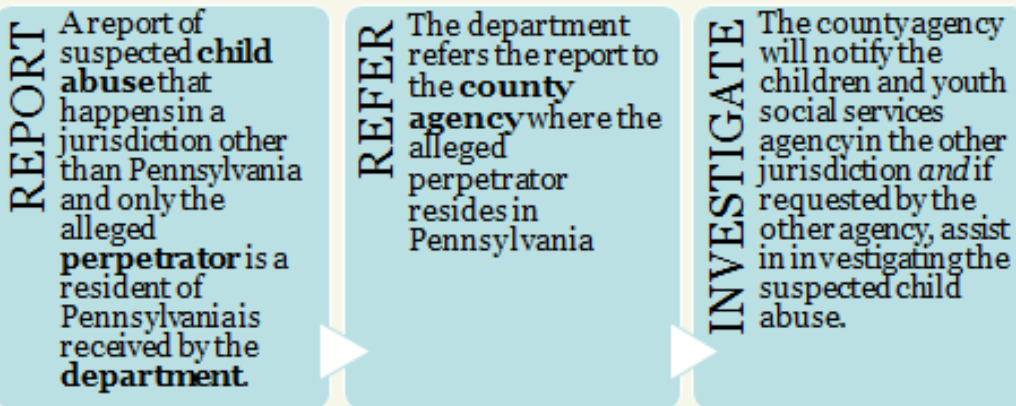 REPORT
A report of
suspected child
abuse that
happens in a
jurisdiction other
than Pennsylvania
and only the
alleged
perpetrator is a
resident of
Pennsylvania is
received by the
department.
REFER
The department
refers the report to
the county
agency where the
alleged
perpetrator
resides in
Pennsylvania
INVESTIGATE
The county agency
will notify the
children and youth
social services
agency in the other
jurisdiction and if
requested by the
other agency, assist
in investigating the
suspected child
abuse.